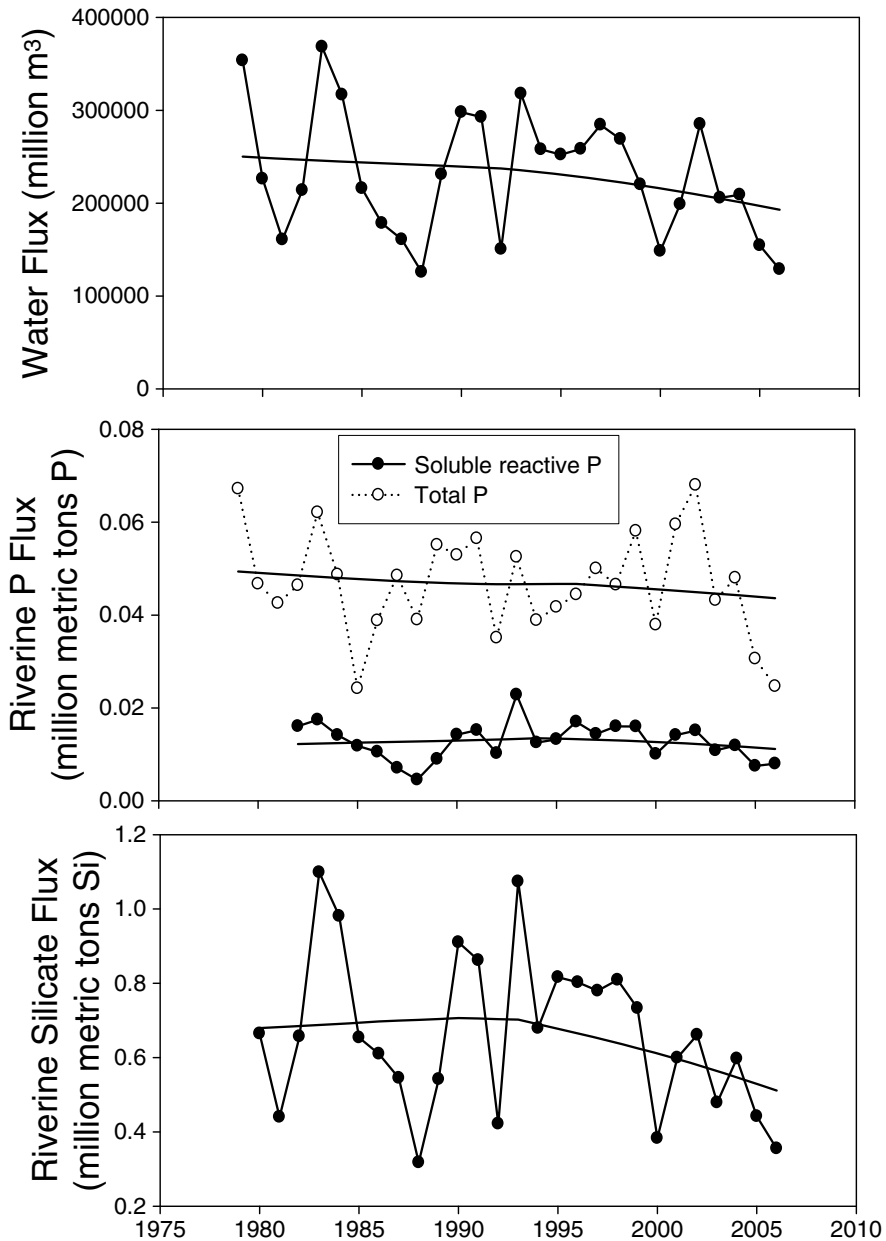 Water Flux (million m³)
400000
300000
200000
100000
0
Riverine P Flux
(million metric tons P)
0.08
0.06
0.04
0.02
0.00
Soluble reactive P
Total P
Riverine Silicate Flux
(million metric tons Si)
1.2
1.0
0.8
0.6
0.4
0.2
1975 1980 1985 1990 1995 2000 2005 2010